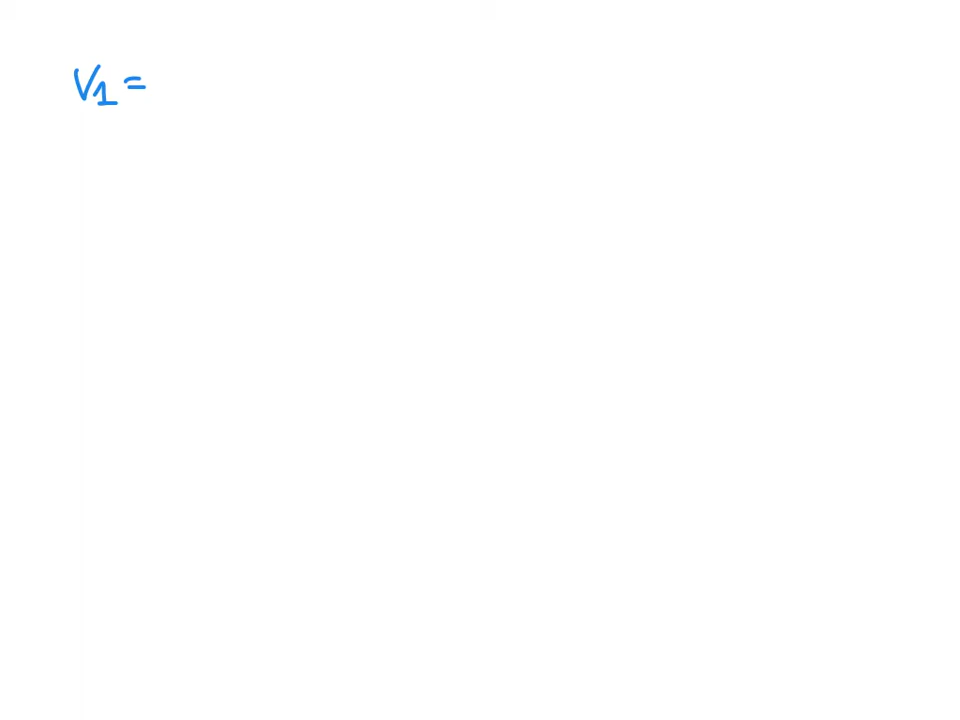 V₁ =